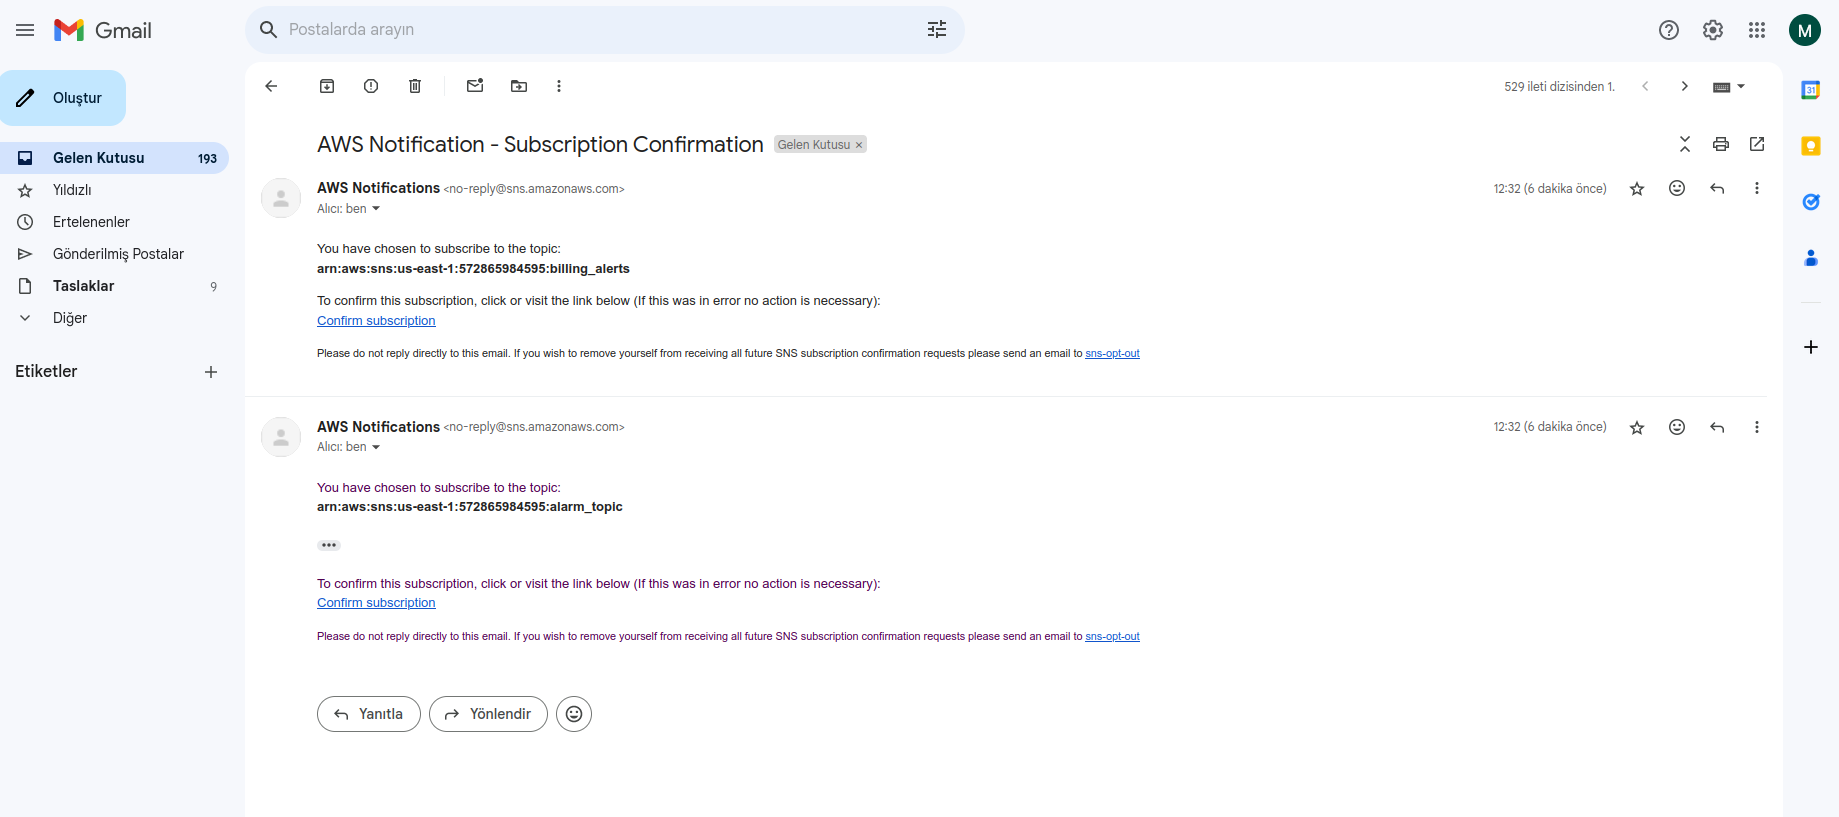 Gmail
Postalarda arayın
M
Oluştur
529 ileti dizisinden 1.
Gelen Kutusu 193
Yıldızlı
Ertelenenler
Gönderilmiş Postalar
Taslaklar 9
Diğer
Etiketler
AWS Notification - Subscription Confirmation Gelen Kutusu ×
AWS Notifications <no-reply@sns.amazonaws.com> 12:32 (6 dakika önce)
Alıcı: ben
You have chosen to subscribe to the topic:
arn:aws:sns:us-east-1:572865984595:billing_alerts
To confirm this subscription, click or visit the link below (If this was in error no action is necessary):
Confirm subscription
Please do not reply directly to this email. If you wish to remove yourself from receiving all future SNS subscription confirmation requests please send an email to sns-opt-out
AWS Notifications <no-reply@sns.amazonaws.com> 12:32 (6 dakika önce)
Alıcı: ben
You have chosen to subscribe to the topic:
arn:aws:sns:us-east-1:572865984595:alarm_topic
To confirm this subscription, click or visit the link below (If this was in error no action is necessary):
Confirm subscription
Please do not reply directly to this email. If you wish to remove yourself from receiving all future SNS subscription confirmation requests please send an email to sns-opt-out
Yanıtla
Yönlendir
31